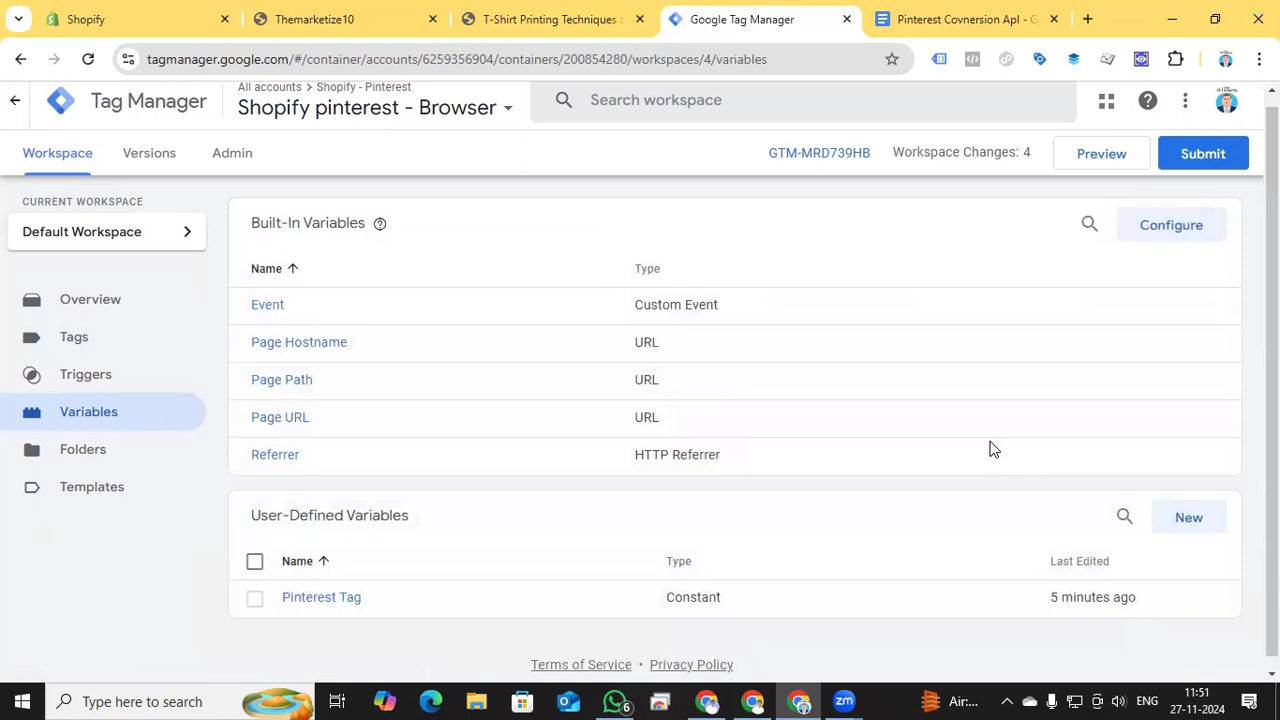 Shopify
Themarketize10
T-Shirt Printing Techniques a
Google Tag Manager
Pinterest Covnersion ApI - G
tagmanager.google.com/#/container/accounts/6259356904/containers/200854280/workspaces/4/variables
Tag Manager
All accounts > Shopify - Pinterest
Shopify pinterest - Browser
Search workspace
Workspace
Versions
Admin
GTM-MRD739HB
Workspace Changes: 4
Preview
Submit
CURRENT WORKSPACE
Default Workspace
Overview
Tags
Triggers
Variables
Folders
Templates
Built-In Variables
Configure
Name
Type
Event
Custom Event
Page Hostname
URL
Page Path
URL
Page URL
URL
Referrer
HTTP Referrer
User-Defined Variables
New
Name
Type
Last Edited
Pinterest Tag
Constant
5 minutes ago
Terms of Service • Privacy Policy
Type here to search
6
zm
Air...
ENG
11:51
27-11-2024